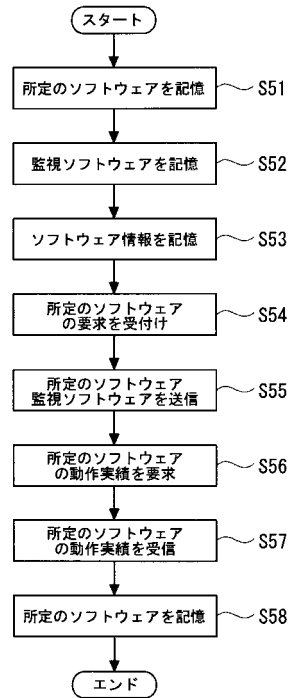 スタート
所定のソフトウェアを記憶
S51
監視ソフトウェアを記憶
S52
ソフトウェア情報を記憶
S53
所定のソフトウェア
の要求を受付け
S54
所定のソフトウェア
監視ソフトウェアを送信
S55
所定のソフトウェア
の動作実績を要求
S56
所定のソフトウェア
の動作実績を受信
S57
所定のソフトウェアを記憶
S58
エンド